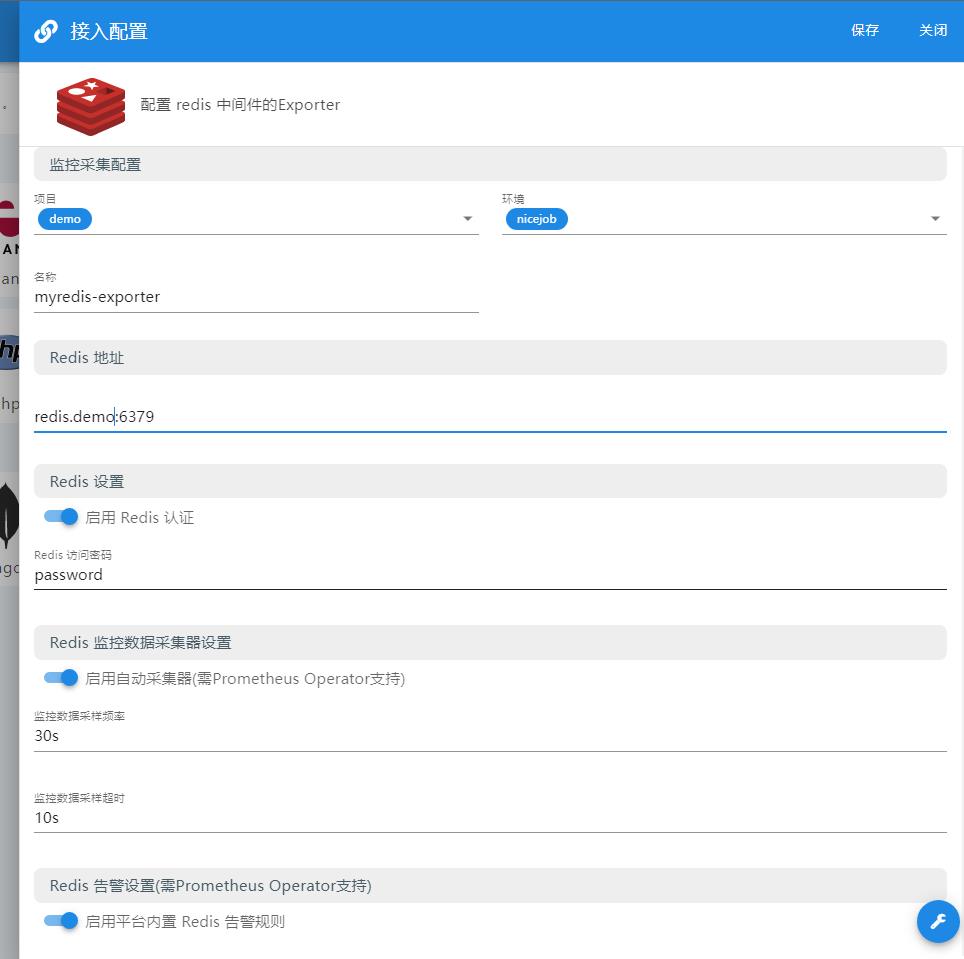 接入配置
保存
关闭
配置 redis 中间件的Exporter
监控采集配置
项目
环境
demo
nicejob
名称
myredis-exporter
Redis 地址
redis.demo:6379
Redis 设置
启用 Redis 认证
Redis 访问密码
password
Redis 监控数据采集器设置
启用自动采集器(需Prometheus Operator支持)
监控数据采样频率
30s
监控数据采样超时
10s
Redis 告警设置(需Prometheus Operator支持)
启用平台内置 Redis 告警规则